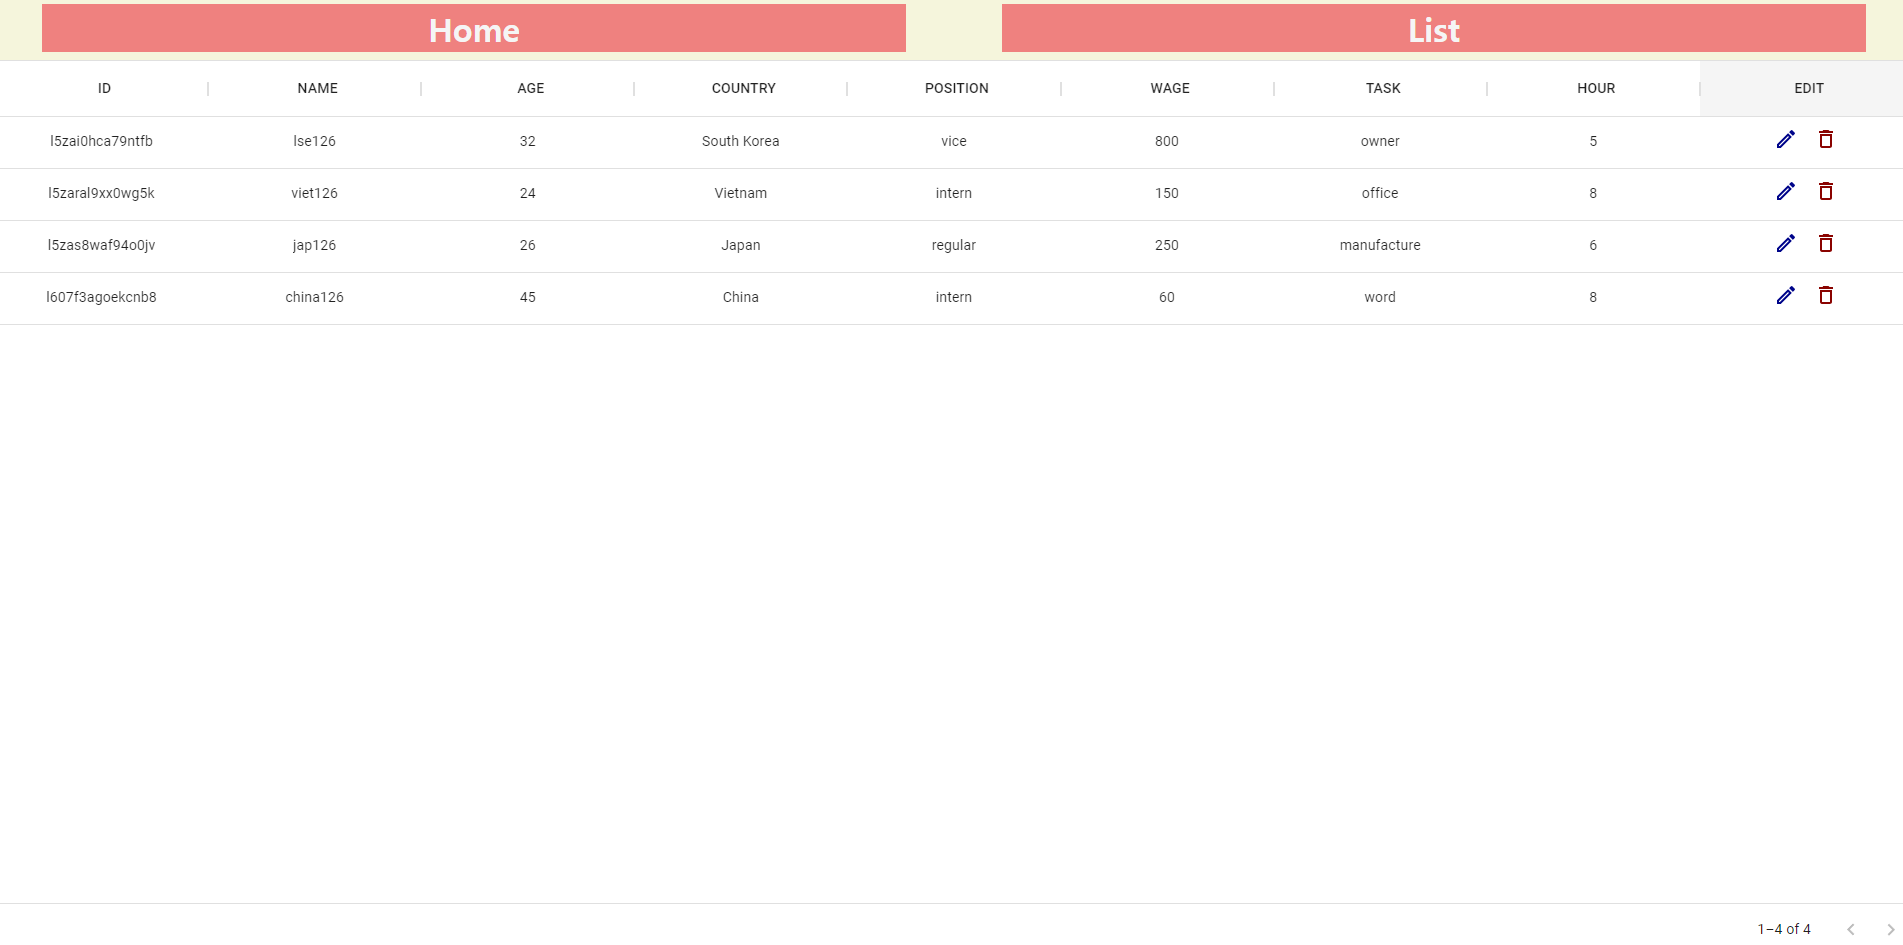 Home List
ID NAME AGE COUNTRY POSITION WAGE TASK HOUR EDIT
l5zai0hca79ntfb lse126 32 South Korea vice 800 owner 5
l5zaral9xx0wg5k viet126 24 Vietnam intern 150 office 8
l5zas8waf94o0jv jap126 26 Japan regular 250 manufacture 6
l607f3agoekcnb8 china126 45 China intern 60 word 8
1–4 of 4